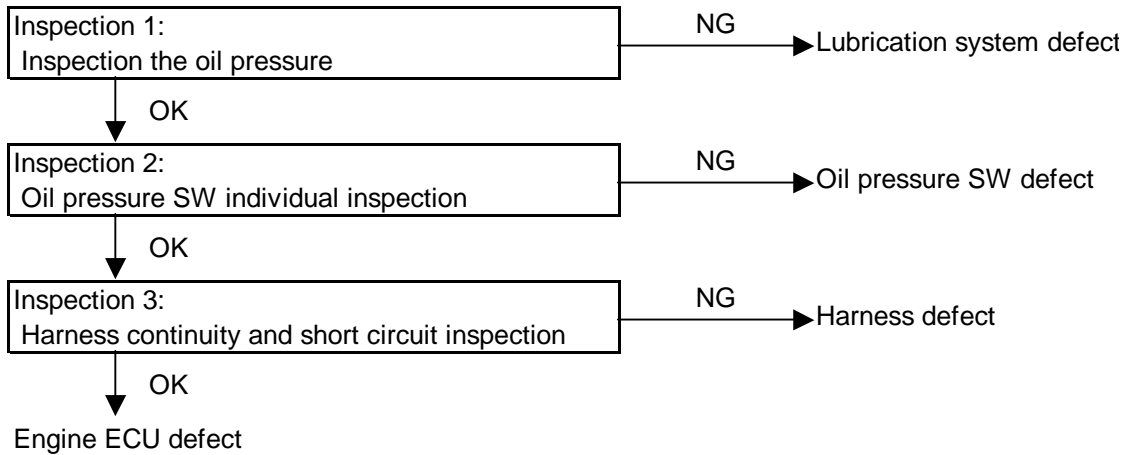 Inspection 1:
Inspection the oil pressure
NG
Lubrication system defect
OK
Inspection 2:
Oil pressure SW individual inspection
NG
Oil pressure SW defect
OK
Inspection 3:
Harness continuity and short circuit inspection
NG
Harness defect
OK
Engine ECU defect